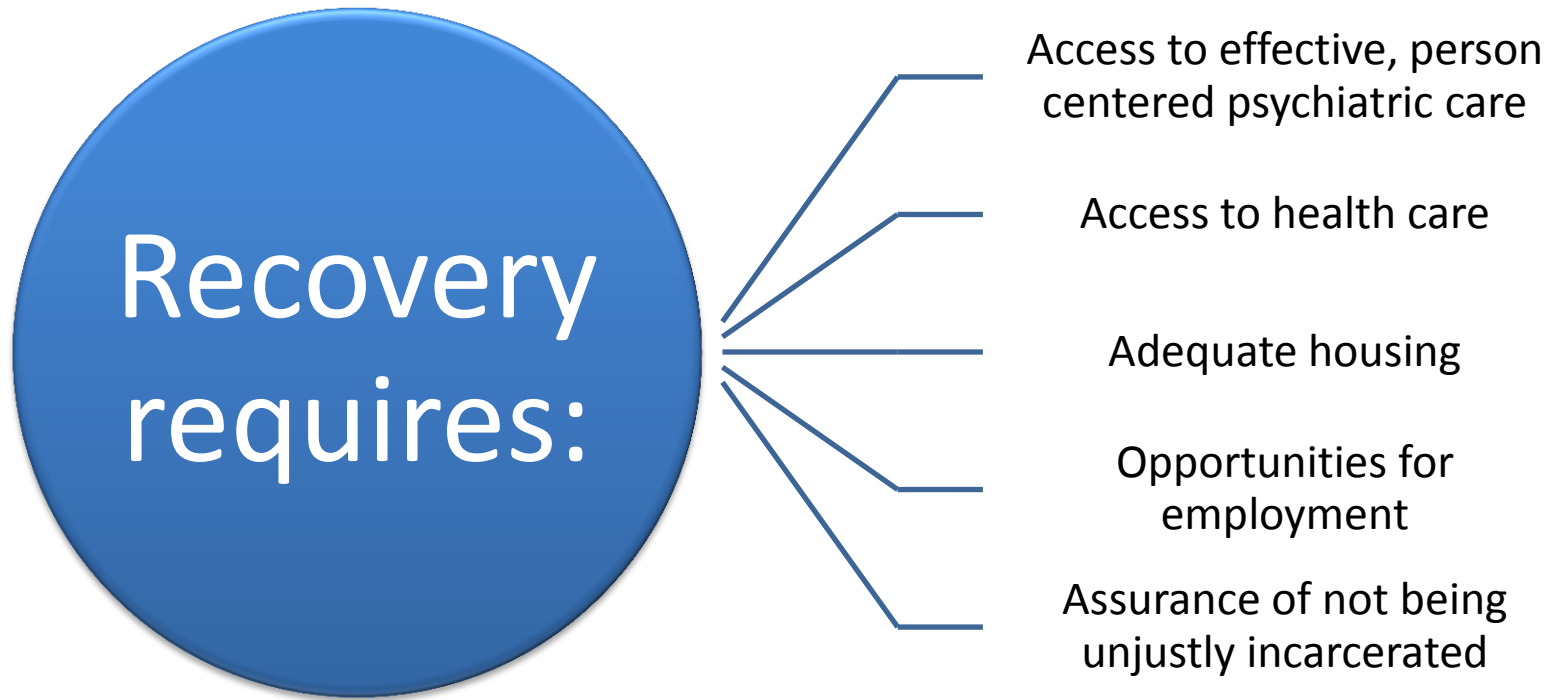 Recovery
requires:
Access to effective, person
centered psychiatric care
Access to health care
Adequate housing
Opportunities for
employment
Assurance of not being
unjustly incarcerated